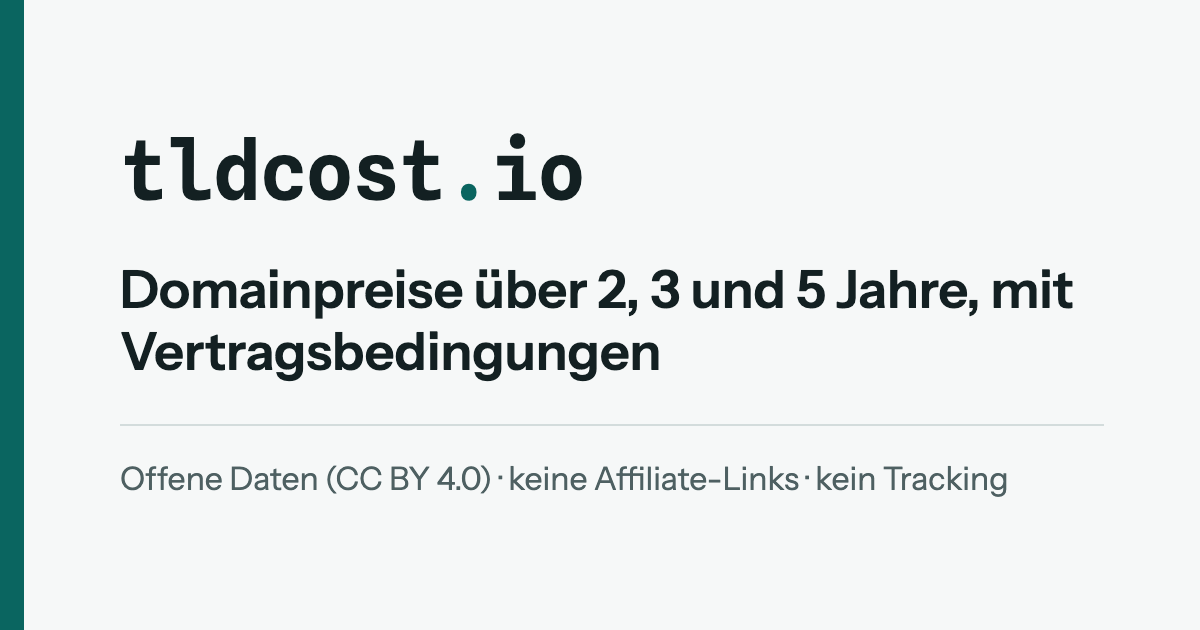 tldcost.io
Domainpreise über 2, 3 und 5 Jahre, mit
Vertragsbedingungen
Offene Daten (CC BY 4.0) · keine Affiliate-Links · kein Tracking